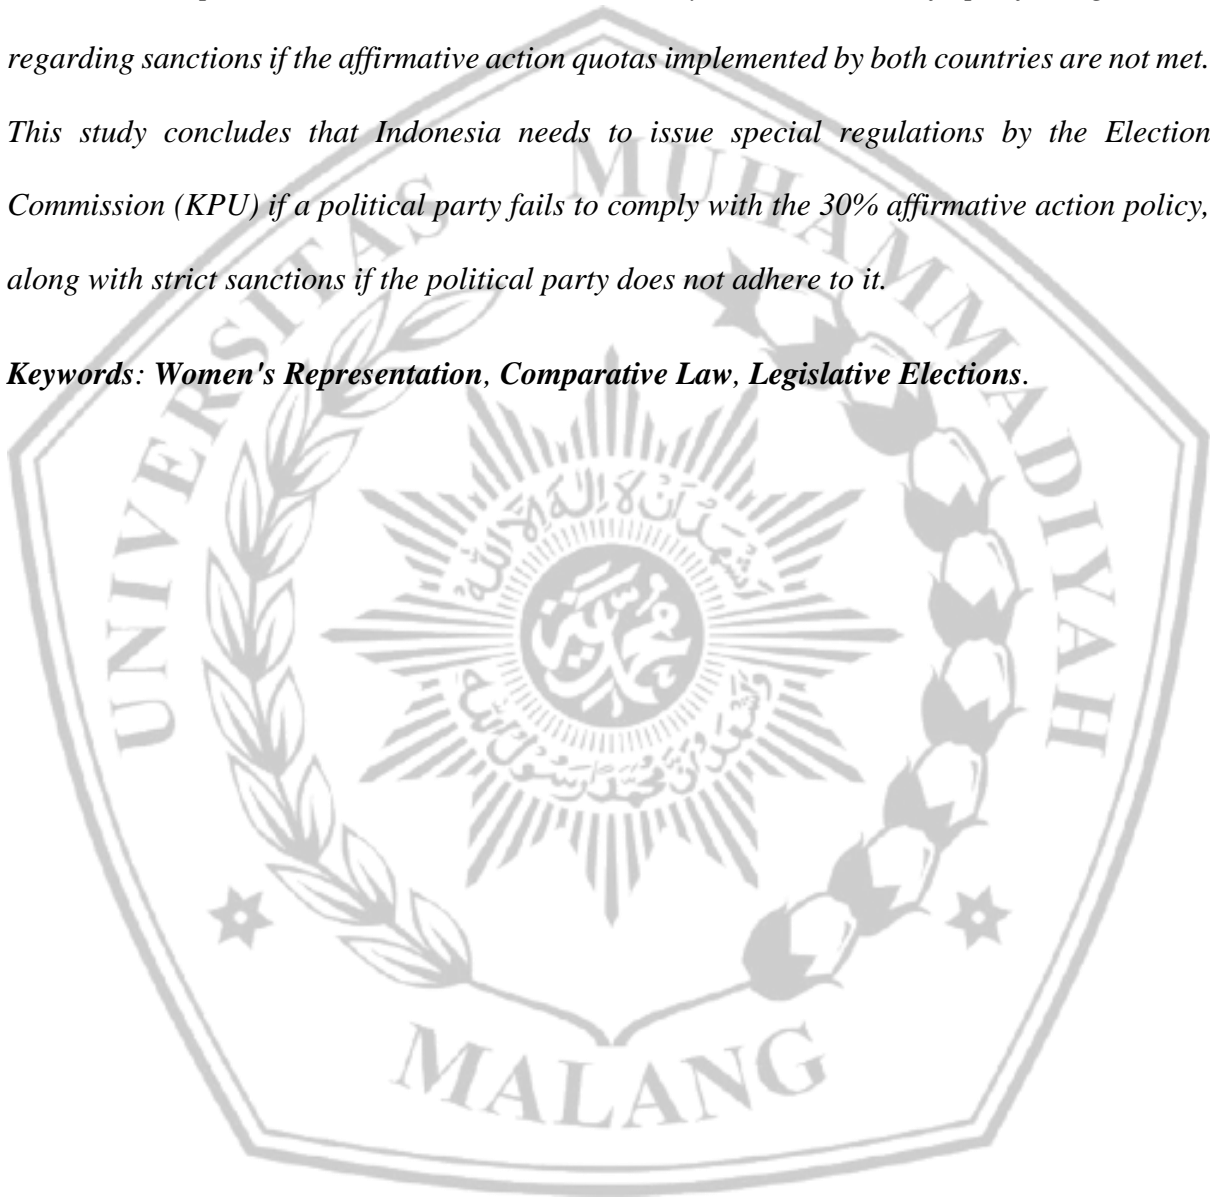 regarding sanctions if the affirmative action quotas implemented by both countries are not met.
This study concludes that Indonesia needs to issue special regulations by the Election
Commission (KPU) if a political party fails to comply with the 30% affirmative action policy,
along with strict sanctions if the political party does not adhere to it.
Keywords: Women's Representation, Comparative Law, Legislative Elections.
UNIVERSITAS MUHAMMADIYAH
MALANG